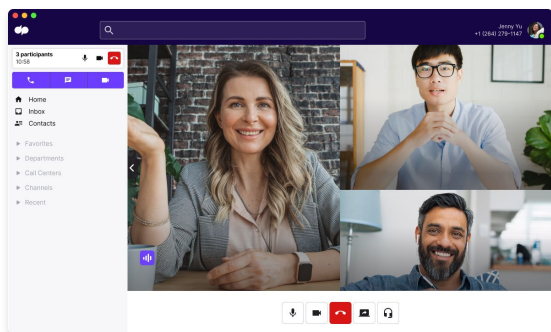 Jenny Yu
+1 (264) 279-1147
3 participants
10:58
Home
Inbox
Contacts
Favorites
Departments
Call Centers
Channels
Recent